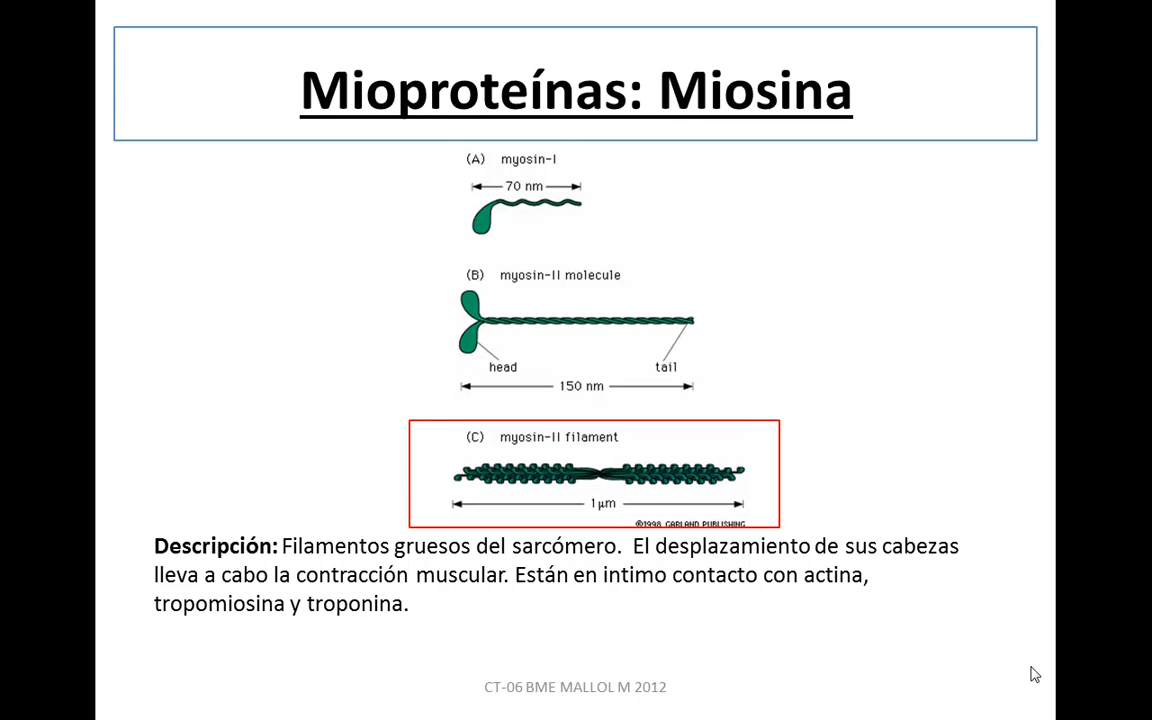 Mioproteínas: Miosina
(A) myosin-I
70 nm
(B) myosin-II molecule
head tail
150 nm
(C) myosin-II filament
1 µm
©1998 GARLAND PUBLISHING
Descripción: Filamentos gruesos del sarcómero. El desplazamiento de sus cabezas
lleva a cabo la contracción muscular. Están en intimo contacto con actina,
tropomiosina y troponina.
CT-06 BME MALLOL M 2012